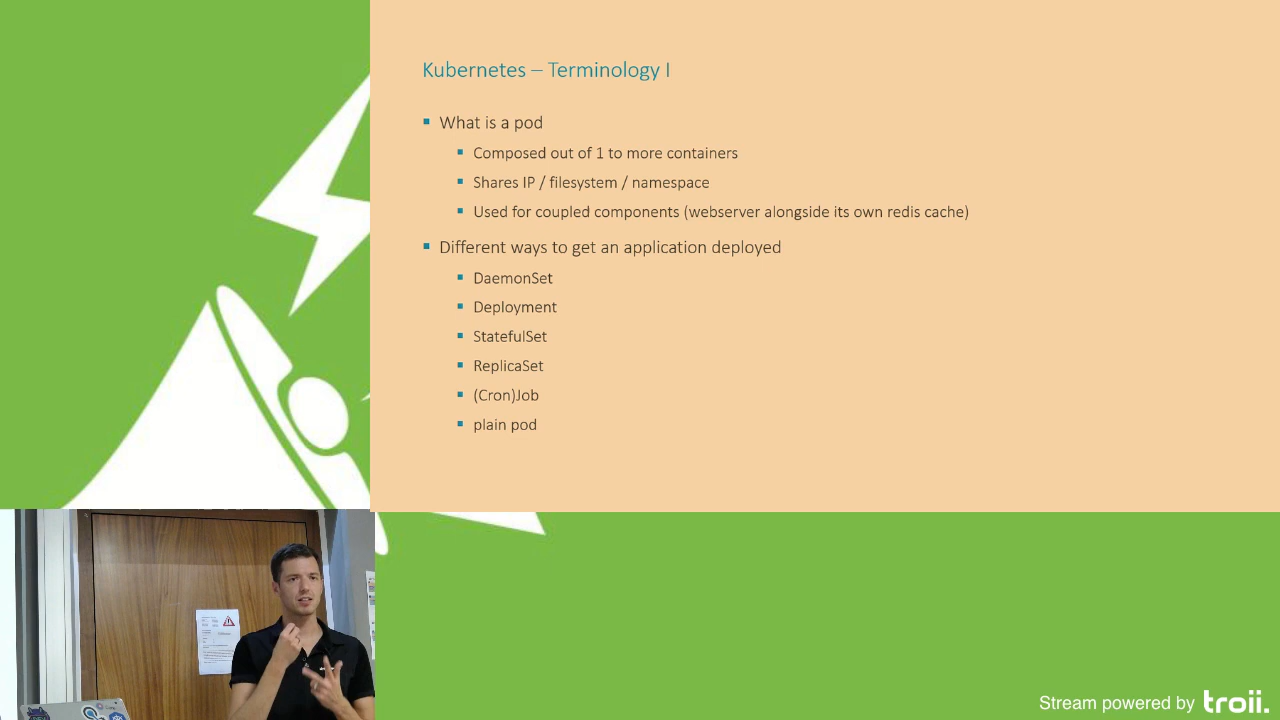 Kubernetes – Terminology I
What is a pod
Composed out of 1 to more containers
Shares IP / filesystem / namespace
Used for coupled components (webserver alongside its own redis cache)
Different ways to get an application deployed
DaemonSet
Deployment
StatefulSet
ReplicaSet
(Cron)Job
plain pod
Stream powered by troii.